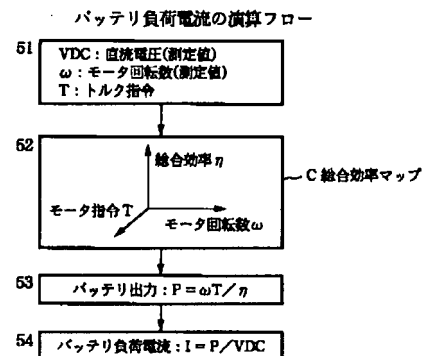 バッテリ負荷電流の演算フロー
51
VDC：直流電圧(測定値)
ω：モータ回転数(測定値)
T：トルク指令
52
総合効率η
C 総合効率マップ
モータ指令T
モータ回転数ω
53
バッテリ出力：P＝ωT／η
54
バッテリ負荷電流：I＝P／VDC